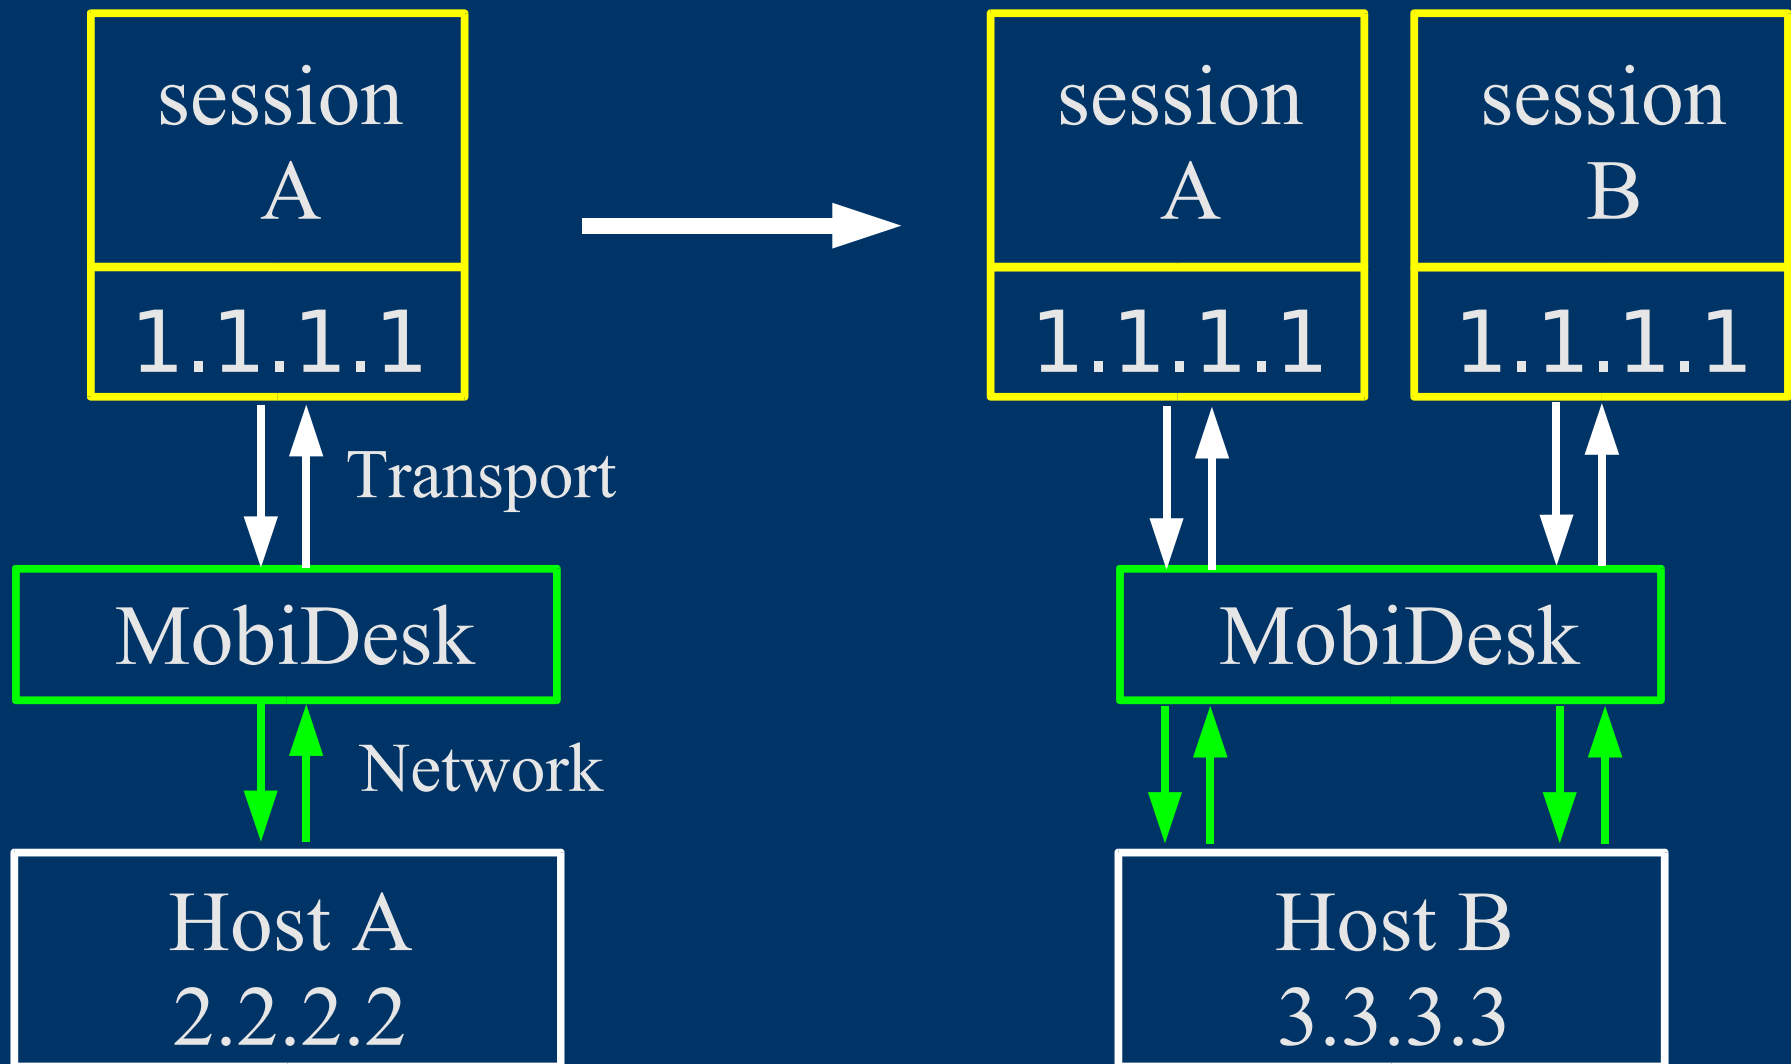 session
A
1.1.1.1
Transport
MobiDesk
Network
Host A
2.2.2.2
session
A
1.1.1.1
session
B
1.1.1.1
MobiDesk
Host B
3.3.3.3